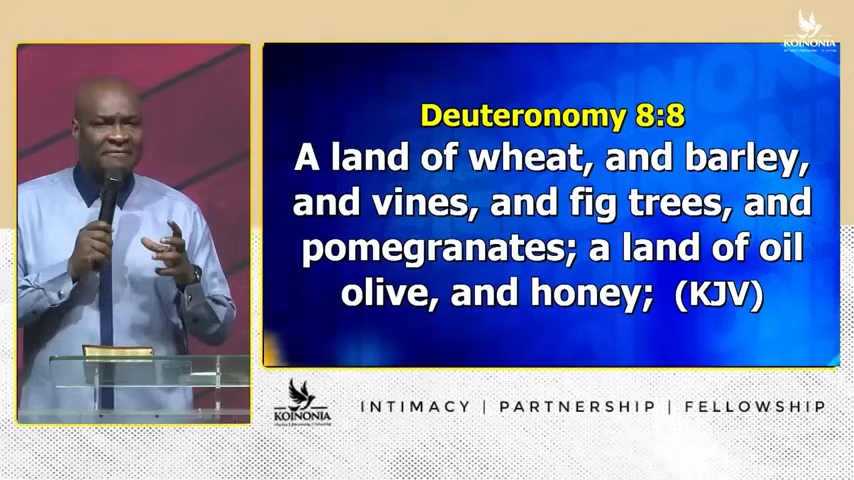 KOINONIA
Deuteronomy 8:8
A land of wheat, and barley,
and vines, and fig trees, and
pomegranates; a land of oil
olive, and honey; (KJV)
KOINONIA
INTIMACY | PARTNERSHIP | FELLOWSHIP